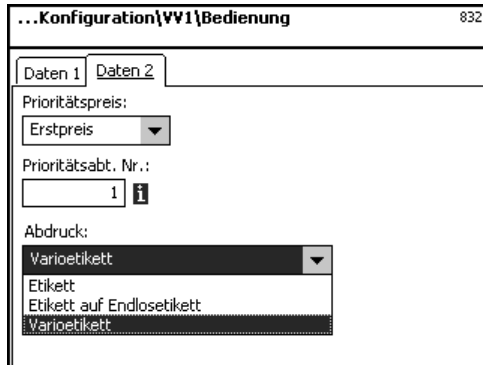 ...Konfiguration\VV1\Bedienung 832
Daten 1 Daten 2
Prioritätspreis:
Erstpreis
Prioritätsabt. Nr.:
1 i
Abdruck:
Varioetikett
Etikett
Etikett auf Endlosetikett
Varioetikett